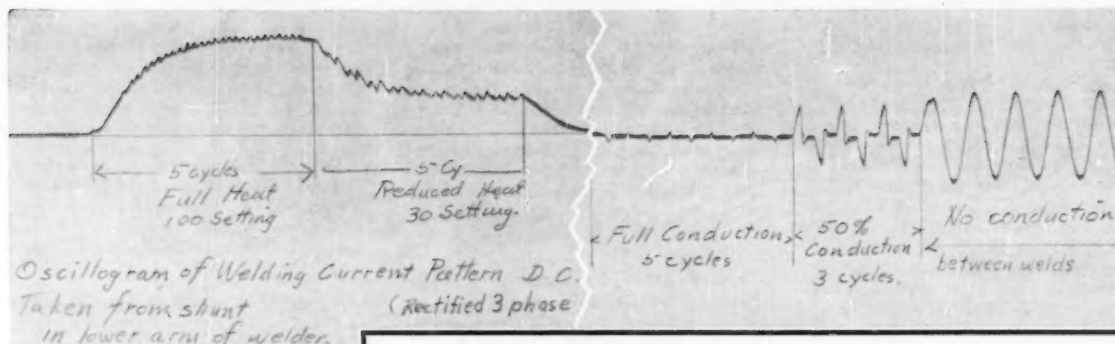 5 cycles
Full Heat
100 Setting
5 Cy
Reduced Heat
30 Setting.
Full Conduction
5 cycles
50%
Conduction
3 cycles.
No conduction
between welds
Oscillogram of Welding Current Pattern D.C.
(Rectified 3 phase
Taken from shunt
in lower arm of welder.